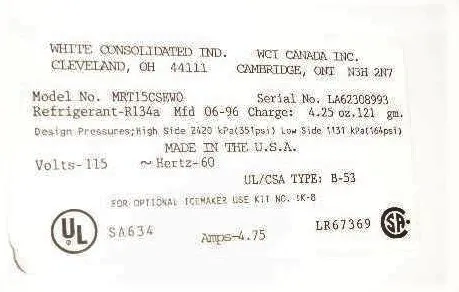 WHITE CONSOLIDATED IND. WCI CANADA INC.
CLEVELAND, OH 44111 CAMBRIDGE, ONT N3H 2N7
Model No. MRT15CSEW0 Serial No. LA62308993
Refrigerant-R134a Mfd 06-96 Charge: 4.25 oz.121 gm.
Design Pressures;High Side 2420 kPa(351psi) Low Side 1131 kPa(164psi)
MADE IN THE U.S.A.
Volts-115 ~Hertz-60
UL/CSA TYPE: B-53
FOR OPTIONAL ICEMAKER USE KIT NO. IK-8
UL SA634 Amps-4.75 LR67369 SA